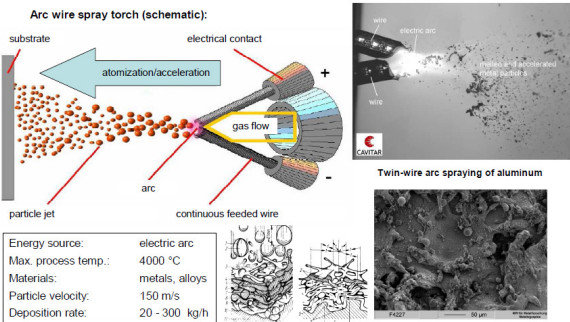 Arc wire spray torch (schematic):
substrate
electrical contact
atomization/acceleration
+
gas flow
-
arc
particle jet
continuous feeded wire
Energy source: electric arc
Max. process temp.: 4000 °C
Materials: metals, alloys
Particle velocity: 150 m/s
Deposition rate: 20 - 300 kg/h
wire
electric arc
melted and accelerated
metal particles
wire
CAVITAR
Twin-wire arc spraying of aluminum
F4227
50 µm